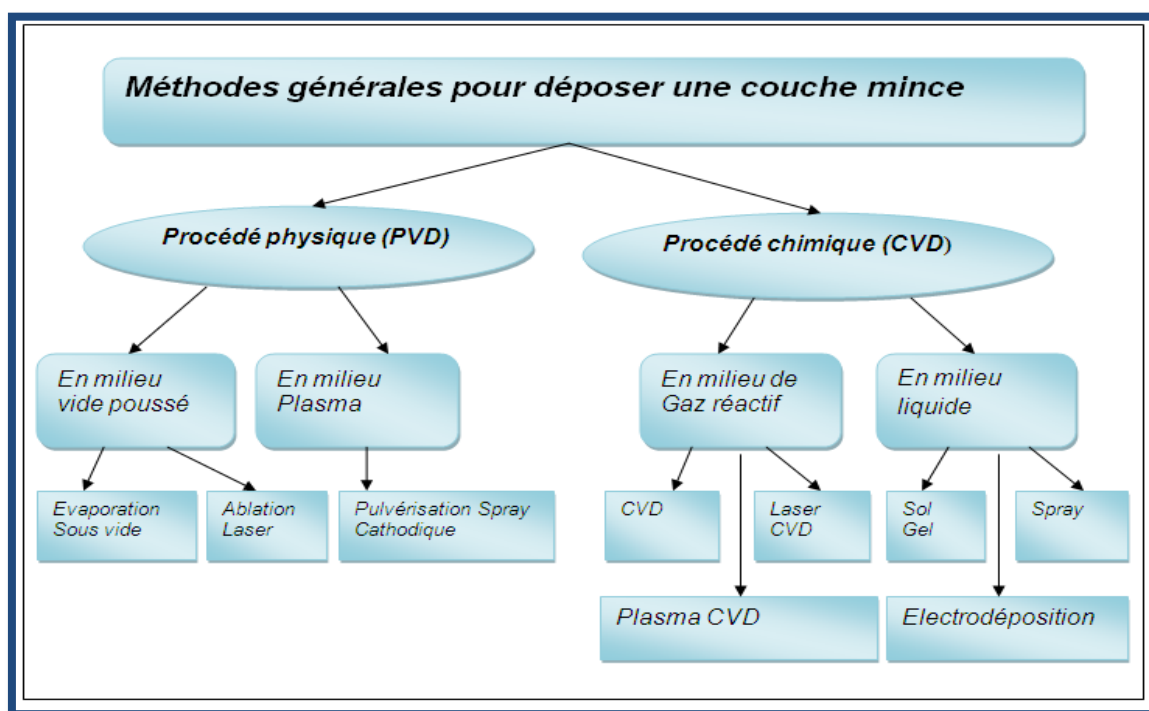 Méthodes générales pour déposer une couche mince
Procédé physique (PVD)
Procédé chimique (CVD)
En milieu
vide poussé
En milieu
Plasma
En milieu de
Gaz réactif
En milieu
liquide
Evaporation
Sous vide
Ablation
Laser
Pulvérisation Spray
Cathodique
CVD
Laser
CVD
Sol
Gel
Spray
Plasma CVD
Electrodéposition